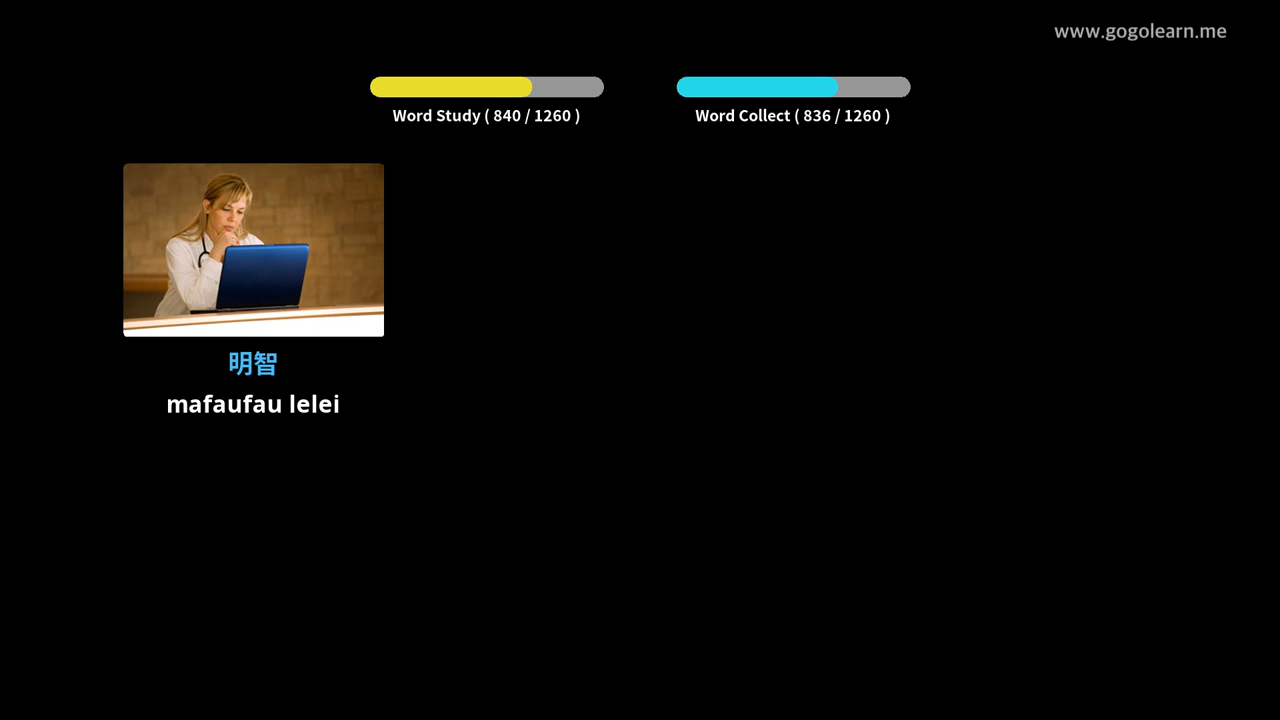 www.gogolearn.me
Word Study ( 840 / 1260 )
Word Collect ( 836 / 1260 )
明智
mafaufau lelei